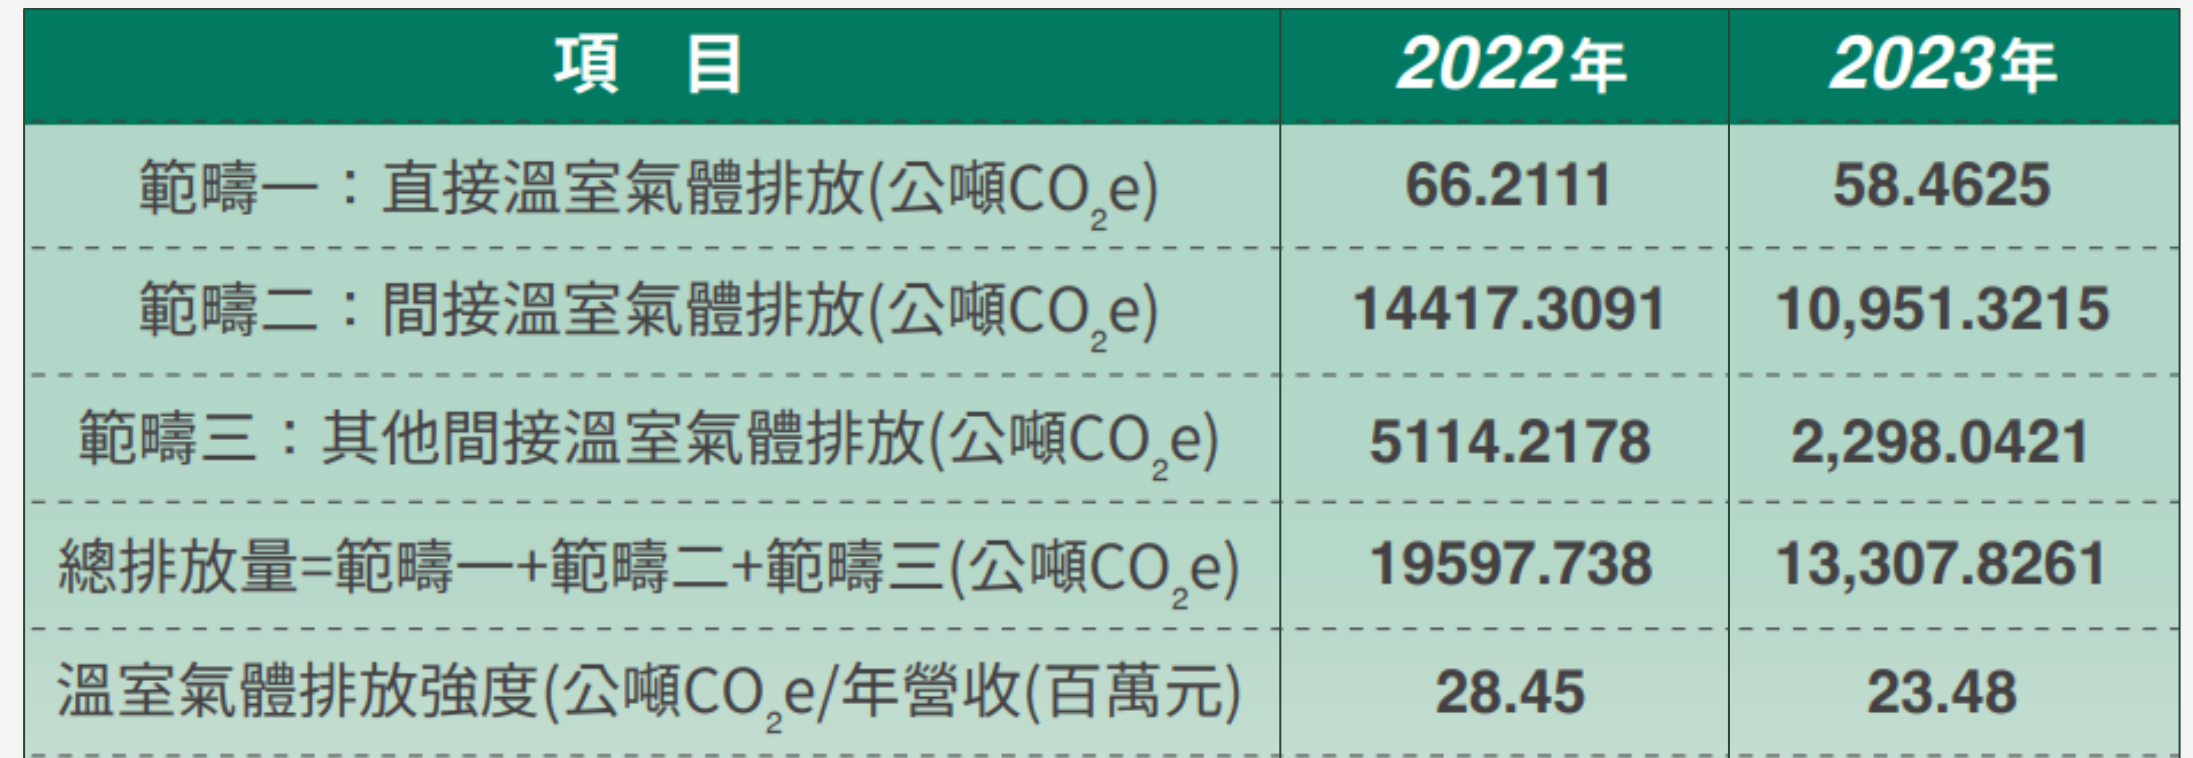 項 目 2022年 2023年
範疇一：直接溫室氣體排放(公噸CO₂e) 66.2111 58.4625
範疇二：間接溫室氣體排放(公噸CO₂e) 14417.3091 10,951.3215
範疇三：其他間接溫室氣體排放(公噸CO₂e) 5114.2178 2,298.0421
總排放量=範疇一+範疇二+範疇三(公噸CO₂e) 19597.738 13,307.8261
溫室氣體排放強度(公噸CO₂e/年營收(百萬元) 28.45 23.48